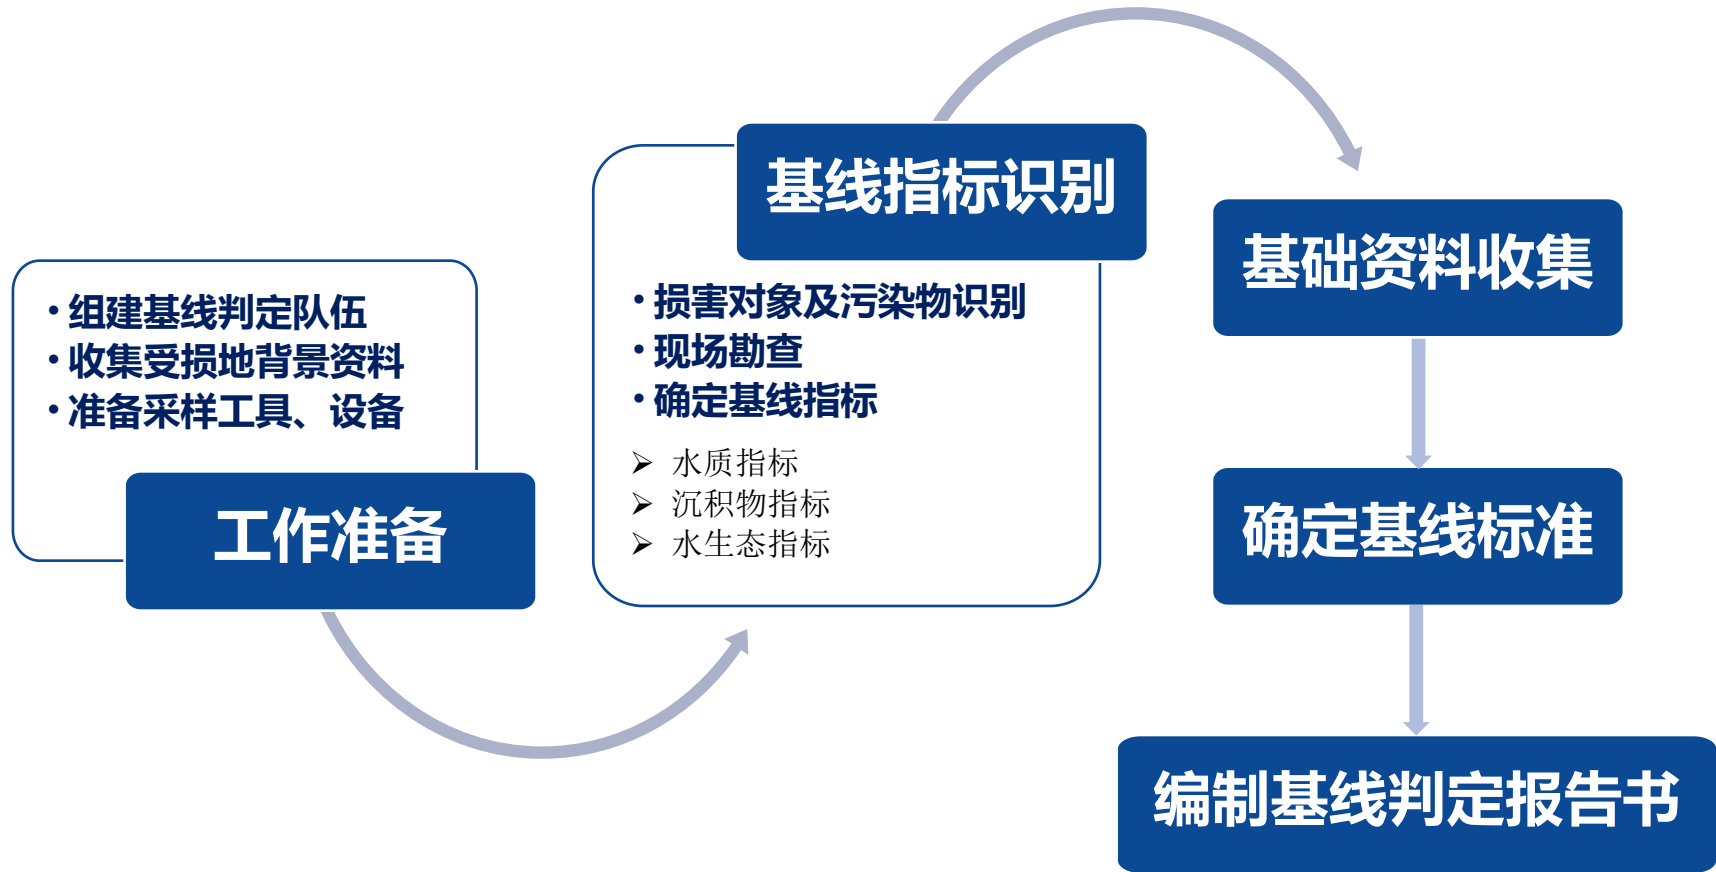 • 组建基线判定队伍
• 收集受损地背景资料
• 准备采样工具、设备
工作准备
基线指标识别
• 损害对象及污染物识别
• 现场勘查
• 确定基线指标
➢ 水质指标
➢ 沉积物指标
➢ 水生态指标
基础资料收集
确定基线标准
编制基线判定报告书